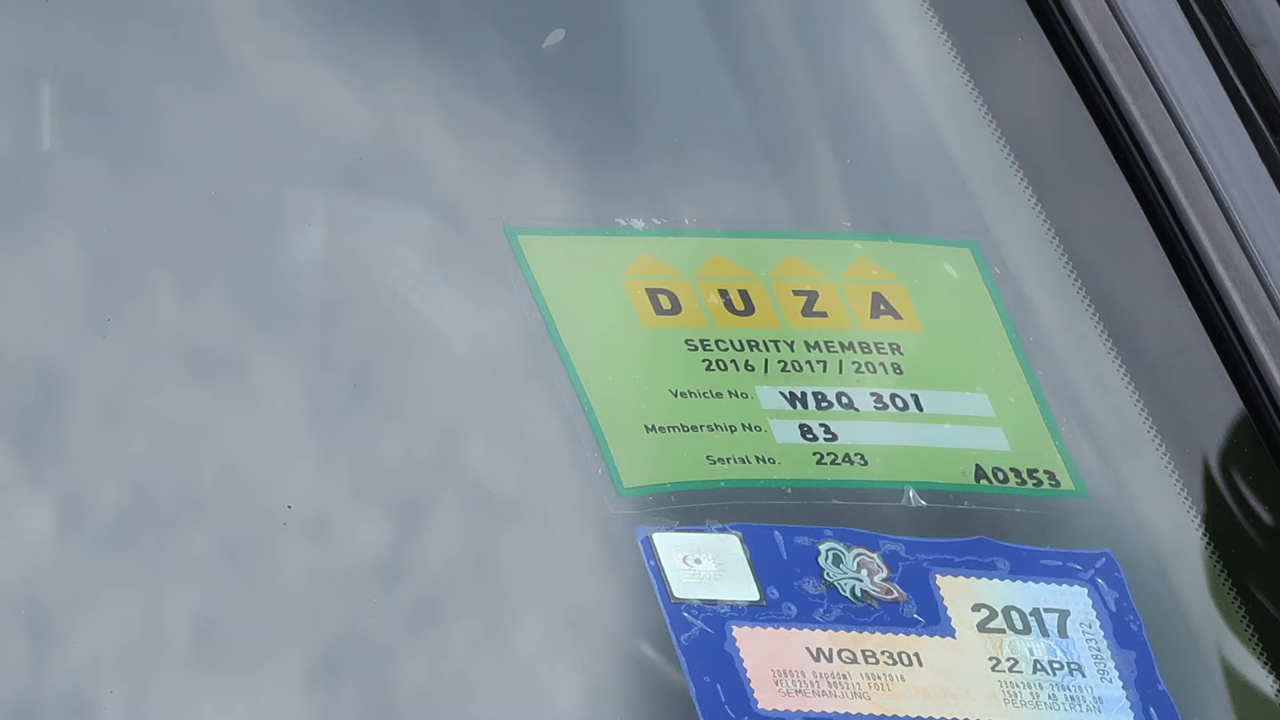 DUZA
SECURITY MEMBER
2016 / 2017 / 2018
Vehicle No. WBQ 301
Membership No. 83
Serial No. 2243
A0353
2017
WQB301
22 APR
29382372
SEMENANJUNG
PERSENDIRIAN